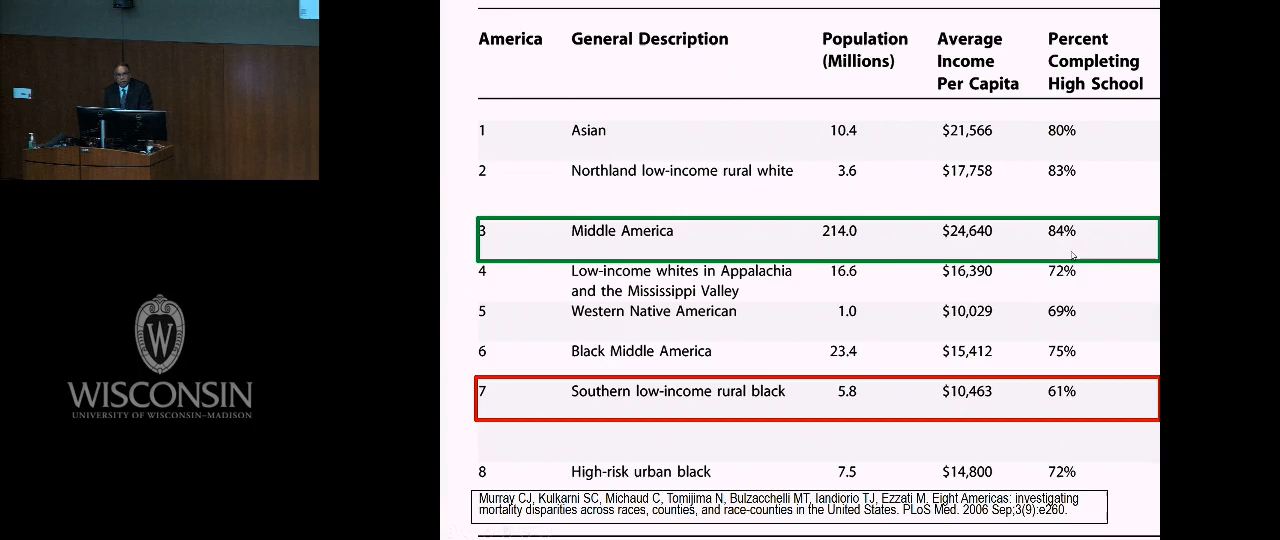 America General Description Population (Millions) Average Income Per Capita Percent Completing High School
1 Asian 10.4 $21,566 80%
2 Northland low-income rural white 3.6 $17,758 83%
3 Middle America 214.0 $24,640 84%
4 Low-income whites in Appalachia and the Mississippi Valley 16.6 $16,390 72%
5 Western Native American 1.0 $10,029 69%
6 Black Middle America 23.4 $15,412 75%
7 Southern low-income rural black 5.8 $10,463 61%
8 High-risk urban black 7.5 $14,800 72%
Murray CJ, Kulkarni SC, Michaud C, Tomijima N, Bulzacchelli MT, Iandiorio TJ, Ezzati M. Eight Americas: investigating
mortality disparities across races, counties, and race-counties in the United States. PLoS Med. 2006 Sep;3(9):e260.
W
WISCONSIN
UNIVERSITY OF WISCONSIN–MADISON